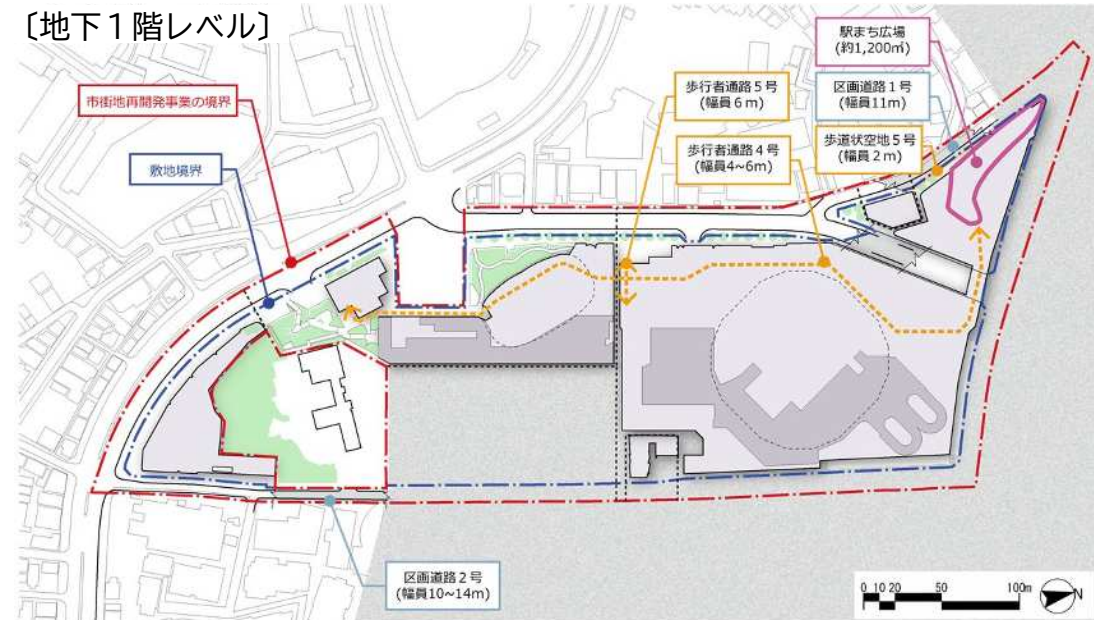 〔地下１階レベル〕
駅まち広場
(約1,200㎡)
市街地再開発事業の境界
歩行者通路５号
(幅員６ｍ)
区画道路１号
(幅員11m)
敷地境界
歩行者通路４号
(幅員4~6m)
歩道状空地５号
(幅員２ｍ)
区画道路２号
(幅員10~14m)
0 10 20 50 100m
N